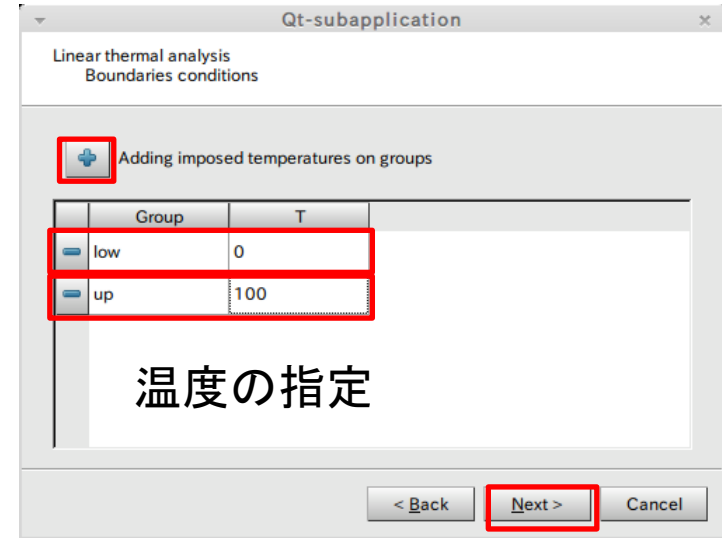 Qt-subapplication
Linear thermal analysis
Boundaries conditions
Adding imposed temperatures on groups
Group T
low 0
up 100
温度の指定
< Back Next > Cancel